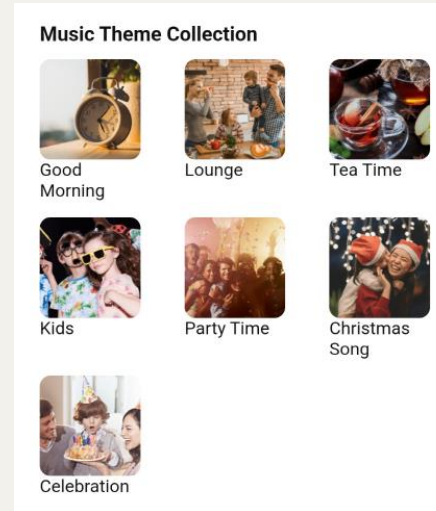 Music Theme Collection
Good
Morning
Lounge
Tea Time
Kids
Party Time
Christmas
Song
Celebration